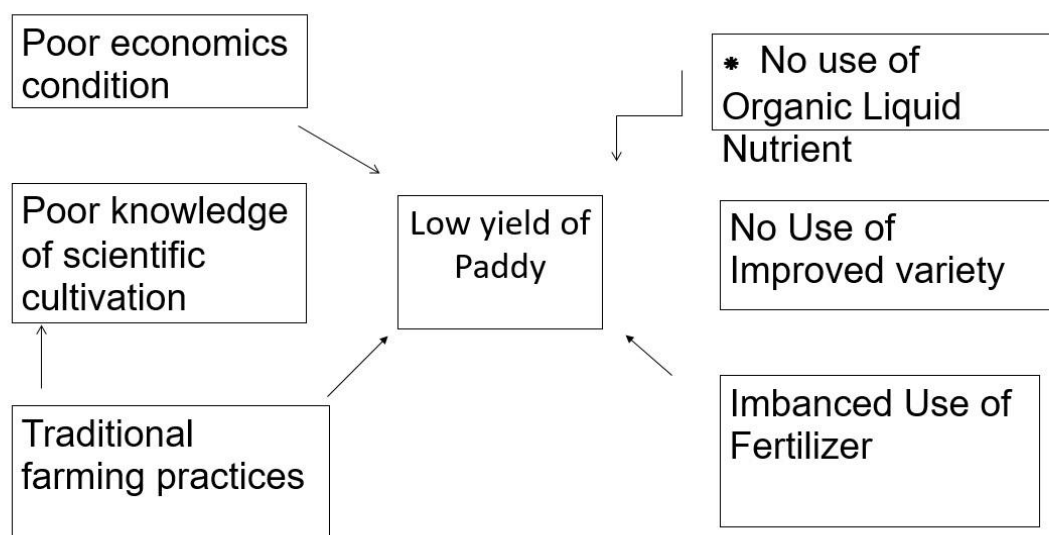 Poor economics
condition
Poor knowledge
of scientific
cultivation
Traditional
farming practices
Low yield of
Paddy
* No use of
Organic Liquid
Nutrient
No Use of
Improved variety
Imbanced Use of
Fertilizer